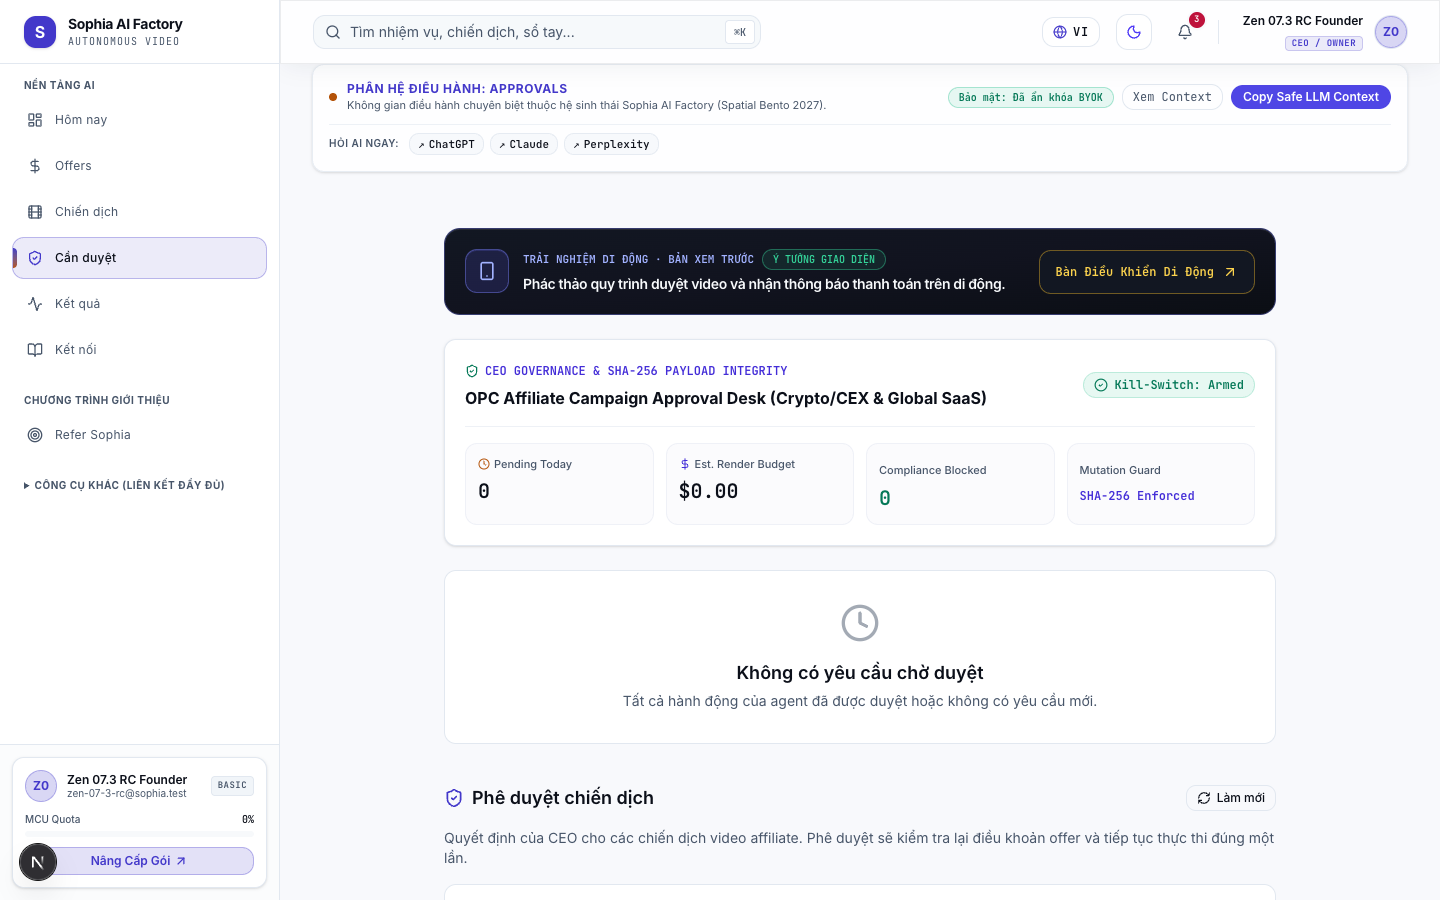 S
Sophia AI Factory
AUTONOMOUS VIDEO
NỀN TẢNG AI
Hôm nay
Offers
Chiến dịch
Cần duyệt
Kết quả
Kết nối
CHƯƠNG TRÌNH GIỚI THIỆU
Refer Sophia
▸ CÔNG CỤ KHÁC (LIÊN KẾT ĐẦY ĐỦ)
Z0
Zen 07.3 RC Founder
zen-07-3-rc@sophia.test
BASIC
MCU Quota
0%
N
Nâng Cấp Gói
Tìm nhiệm vụ, chiến dịch, sổ tay...
⌘K
VI
3
Zen 07.3 RC Founder
CEO / OWNER
Z0
PHÂN HỆ ĐIỀU HÀNH: APPROVALS
Không gian điều hành chuyên biệt thuộc hệ sinh thái Sophia AI Factory (Spatial Bento 2027).
Bảo mật: Đã ẩn khóa BYOK
Xem Context
Copy Safe LLM Context
HỎI AI NGAY:
↗ ChatGPT
↗ Claude
↗ Perplexity
TRẢI NGHIỆM DI ĐỘNG · BẢN XEM TRƯỚC
Ý TƯỞNG GIAO DIỆN
Phác thảo quy trình duyệt video và nhận thông báo thanh toán trên di động.
Bàn Điều Khiển Di Động
CEO GOVERNANCE & SHA-256 PAYLOAD INTEGRITY
OPC Affiliate Campaign Approval Desk (Crypto/CEX & Global SaaS)
Kill-Switch: Armed
Pending Today
0
Est. Render Budget
$0.00
Compliance Blocked
0
Mutation Guard
SHA-256 Enforced
Không có yêu cầu chờ duyệt
Tất cả hành động của agent đã được duyệt hoặc không có yêu cầu mới.
Phê duyệt chiến dịch
Làm mới
Quyết định của CEO cho các chiến dịch video affiliate. Phê duyệt sẽ kiểm tra lại điều khoản offer và tiếp tục thực thi đúng một
lần.